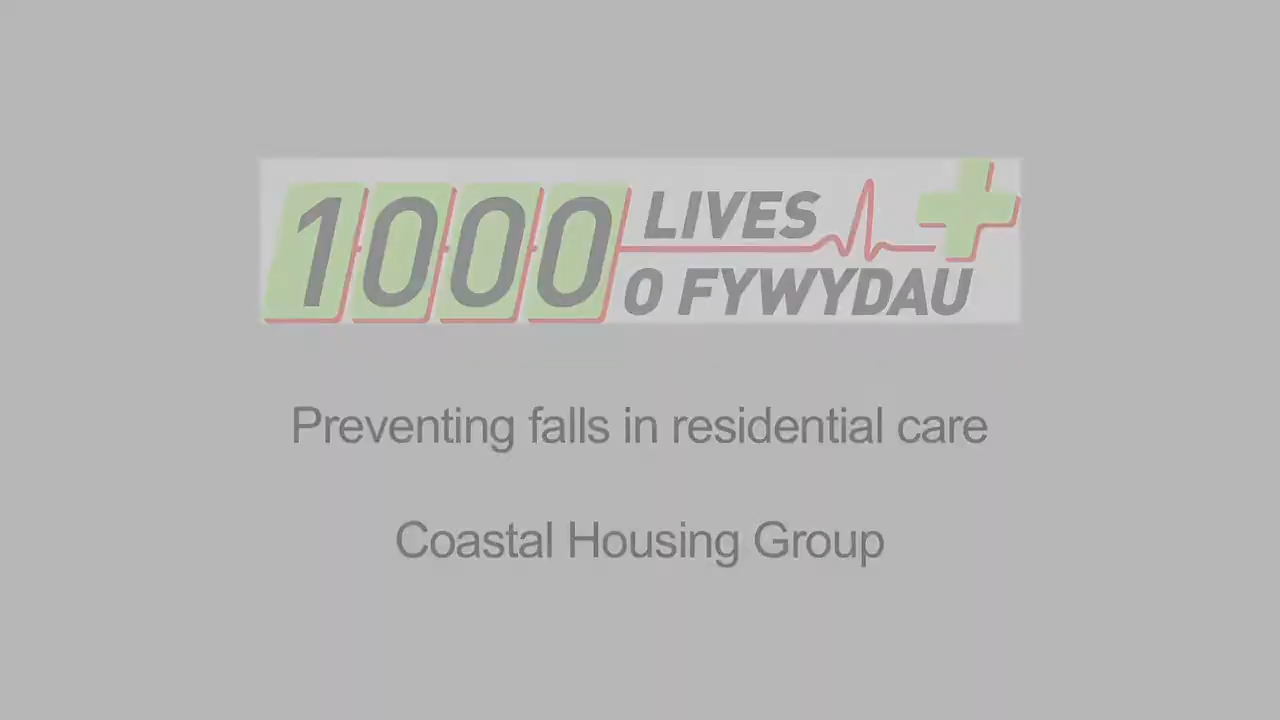 1000 LIVES +
O FYWYDAU
Preventing falls in residential care
Coastal Housing Group